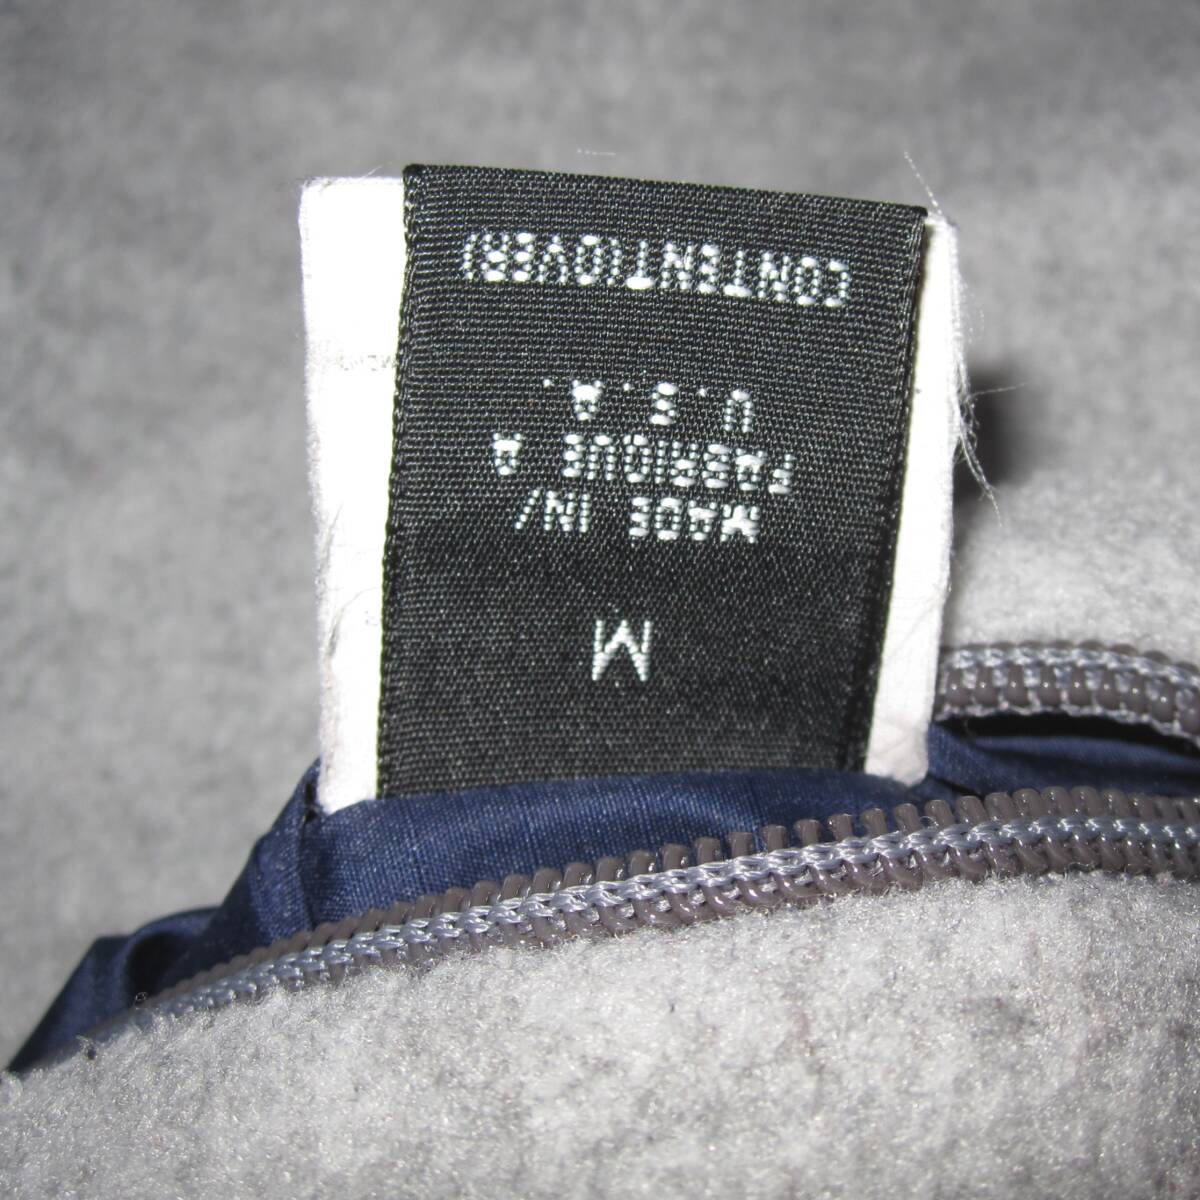 M
MADE IN/
FABRIQUE A
U.S.A.
CONTENT(OVER)